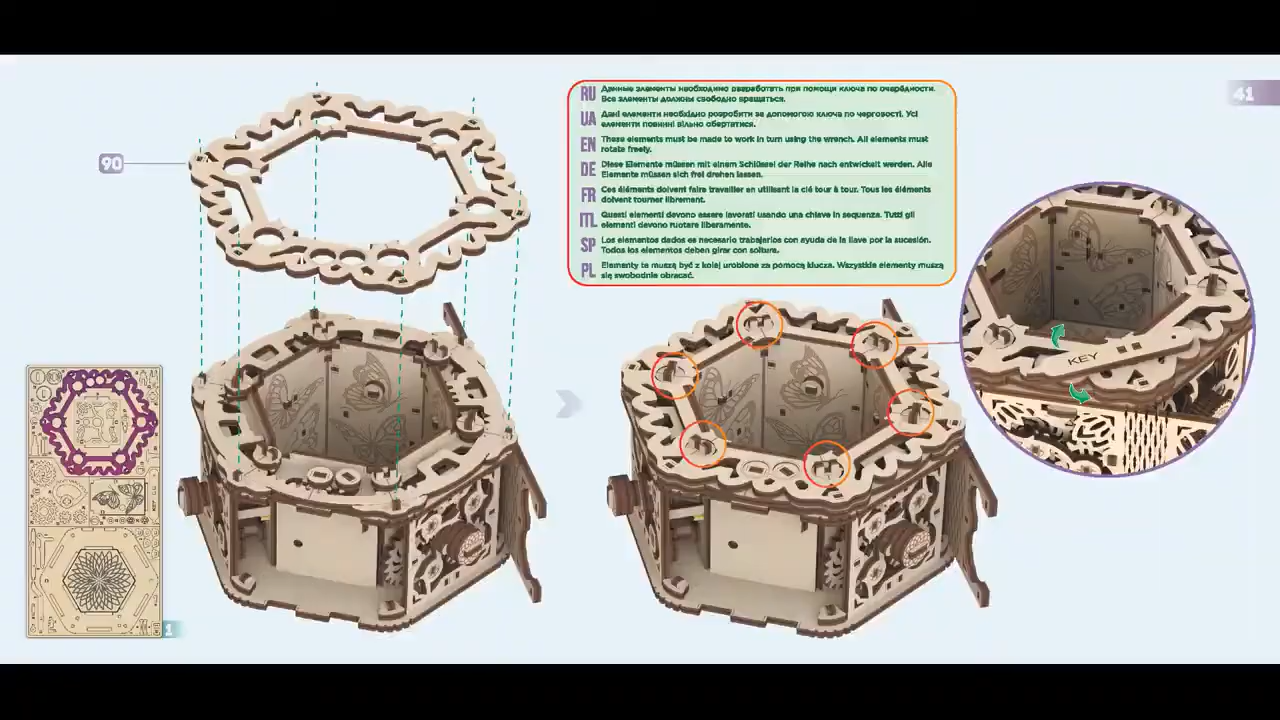 41
90
RU Данные элементы необходимо разработать при помощи ключа по очерёдности.
Все элементы должны свободно вращаться.
UA Дані елементи необхідно розробити за допомогою ключа по черговості. Усі
елементи повинні вільно обертатися.
EN These elements must be made to work in turn using the wrench. All elements must
rotate freely.
DE Diese Elemente müssen mit einem Schlüssel der Reihe nach entwickelt werden. Alle
Elemente müssen sich frei drehen lassen.
FR Ces éléments doivent faire travailler en utilisant la clé tour à tour. Tous les éléments
doivent tourner librement.
ITL Questi elementi devono essere lavorati usando una chiave in sequenza. Tutti gli
elementi devono ruotare liberamente.
SP Los elementos dados es necesario trabajarlos con ayuda de la llave por la sucesión.
Todos los elementos deben girar con soltura.
PL Elementy te muszą być z kolej urobione za pomocą klucza. Wszystkie elementy muszą
się swobodnie obracać.
KEY
1